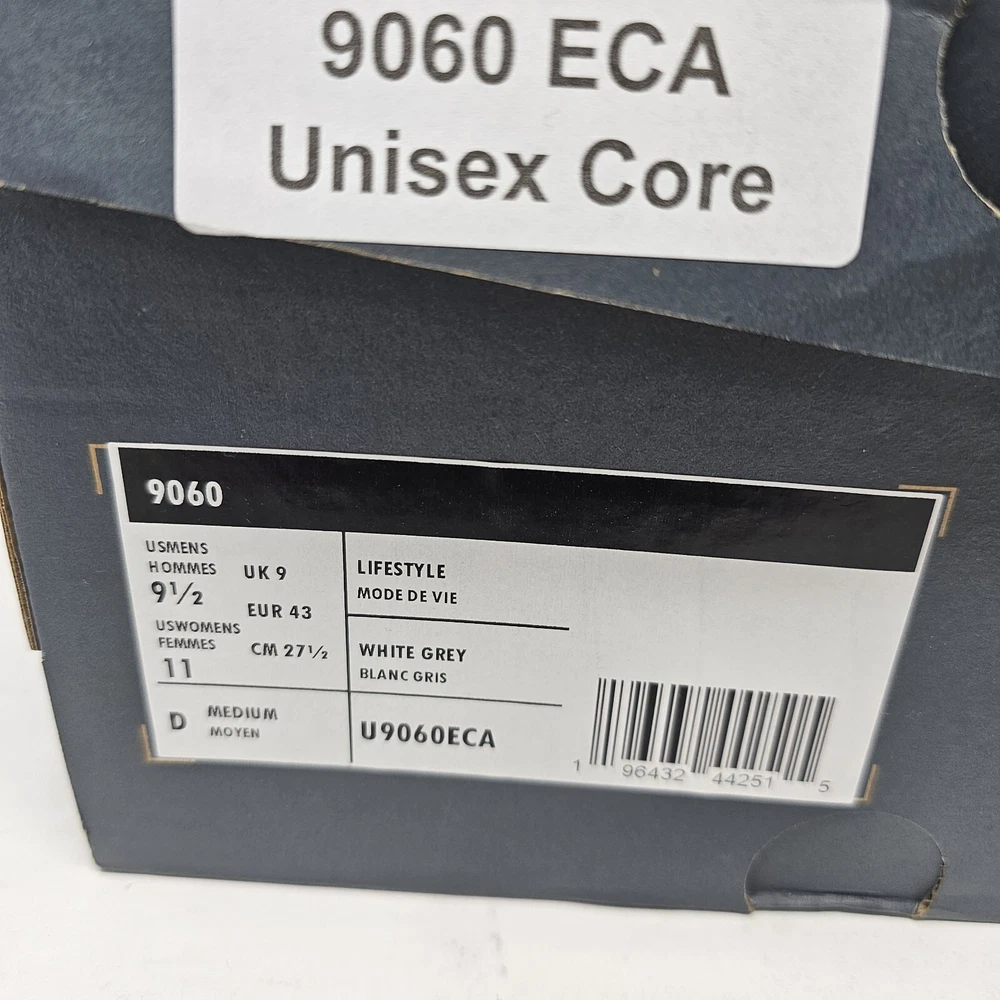 9060 ECA
Unisex Core
9060
USMENS
HOMMES
9½
UK 9
EUR 43
USWOMENS
FEMMES
11
CM 27½
D
MEDIUM
MOYEN
LIFESTYLE
MODE DE VIE
WHITE GREY
BLANC GRIS
U9060ECA
1 96432 44251 5